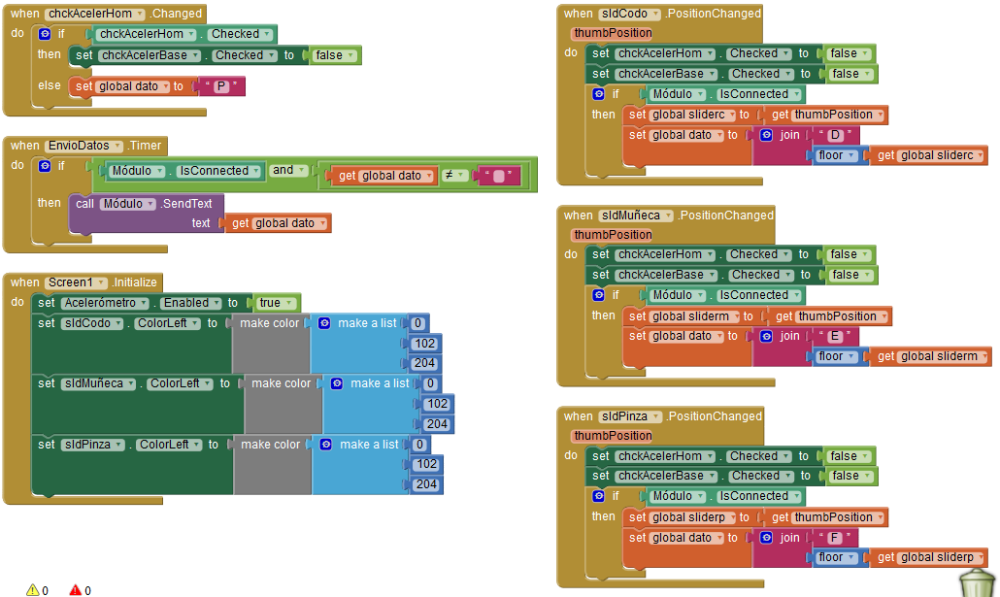 when chckAcelerHom .Changed
do if chckAcelerHom . Checked
then set chckAcelerBase . Checked to false
else set global dato to " P "
when EnvioDatos .Timer
do if Módulo . IsConnected and get global dato ≠ " "
then call Módulo .SendText
text get global dato
when Screen1 .Initialize
do set Acelerómetro . Enabled to true
set sldCodo . ColorLeft to make color make a list 0
102
204
set sldMuñeca . ColorLeft to make color make a list 0
102
204
set sldPinza . ColorLeft to make color make a list 0
102
204
0 0
when sldCodo .PositionChanged
thumbPosition
do set chckAcelerHom . Checked to false
set chckAcelerBase . Checked to false
if Módulo . IsConnected
then set global sliderc to get thumbPosition
set global dato to join " D "
floor get global sliderc
when sldMuñeca .PositionChanged
thumbPosition
do set chckAcelerHom . Checked to false
set chckAcelerBase . Checked to false
if Módulo . IsConnected
then set global sliderm to get thumbPosition
set global dato to join " E "
floor get global sliderm
when sldPinza .PositionChanged
thumbPosition
do set chckAcelerHom . Checked to false
set chckAcelerBase . Checked to false
if Módulo . IsConnected
then set global sliderp to get thumbPosition
set global dato to join " F "
floor get global sliderp